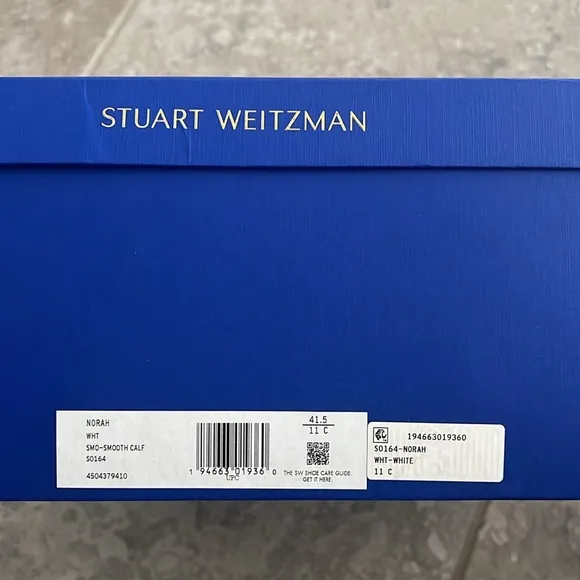 STUART WEITZMAN
NORAH
WHT
SMO-SMOOTH CALF
S0164
4504379410
1 94663 01936 0
UPC
41.5
11 C
THE SW SHOE CARE GUIDE.
GET IT HERE.
194663019360
S0164-NORAH
WHT-WHITE
11 C